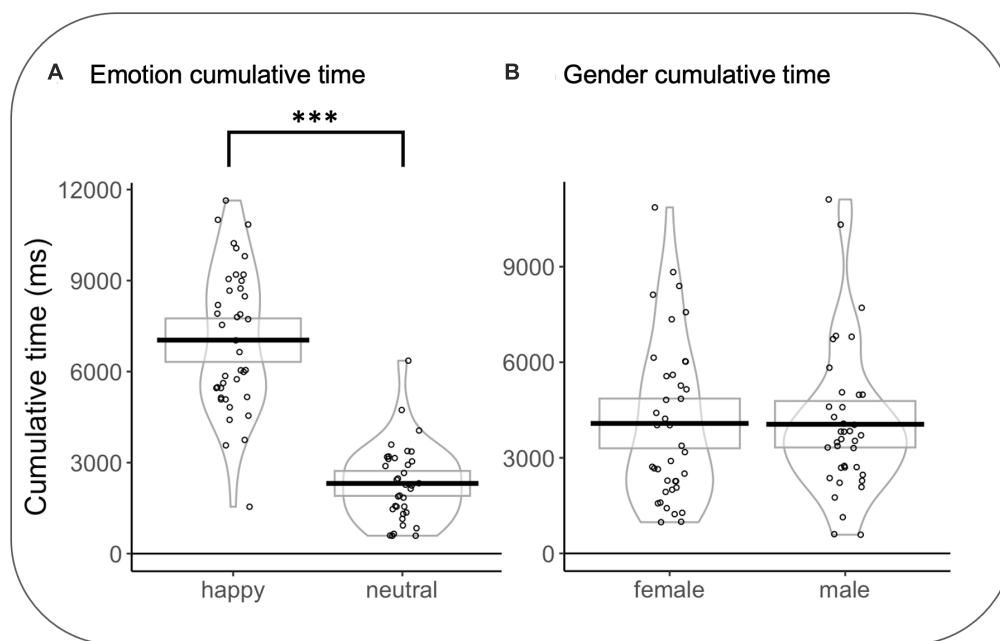 A Emotion cumulative time
***
Cumulative time (ms)
12000
9000
6000
3000
0
happy neutral
B Gender cumulative time
9000
6000
3000
0
female male